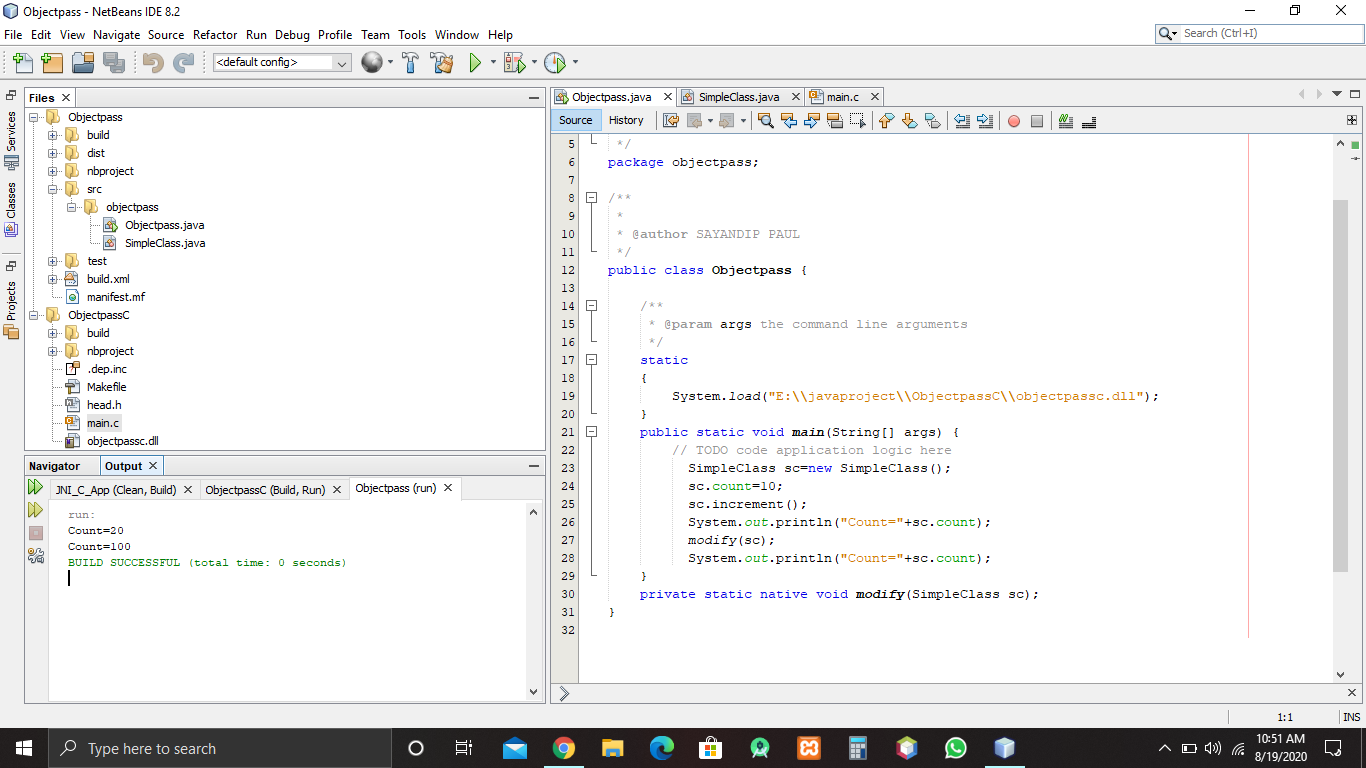 Objectpass - NetBeans IDE 8.2
File Edit View Navigate Source Refactor Run Debug Profile Team Tools Window Help
Search (Ctrl+I)
<default config>
Files
Services
Classes
Projects
Objectpass
build
dist
nbproject
src
objectpass
Objectpass.java
SimpleClass.java
test
build.xml
manifest.mf
ObjectpassC
build
nbproject
.dep.inc
Makefile
head.h
main.c
objectpassc.dll
Navigator Output
JNI_C_App (Clean, Build) ObjectpassC (Build, Run) Objectpass (run)
run:
Count=20
Count=100
BUILD SUCCESSFUL (total time: 0 seconds)
Objectpass.java SimpleClass.java main.c
Source History
5 */
6 package objectpass;
7
8 /**
9 *
10 * @author SAYANDIP PAUL
11 */
12 public class Objectpass {
13
14 /**
15 * @param args the command line arguments
16 */
17 static
18 {
19 System.load("E:\\javaproject\\ObjectpassC\\objectpassc.dll");
20 }
21 public static void main(String[] args) {
22 // TODO code application logic here
23 SimpleClass sc=new SimpleClass();
24 sc.count=10;
25 sc.increment();
26 System.out.println("Count="+sc.count);
27 modify(sc);
28 System.out.println("Count="+sc.count);
29 }
30 private static native void modify(SimpleClass sc);
31 }
32
1:1 INS
Type here to search
10:51 AM
8/19/2020